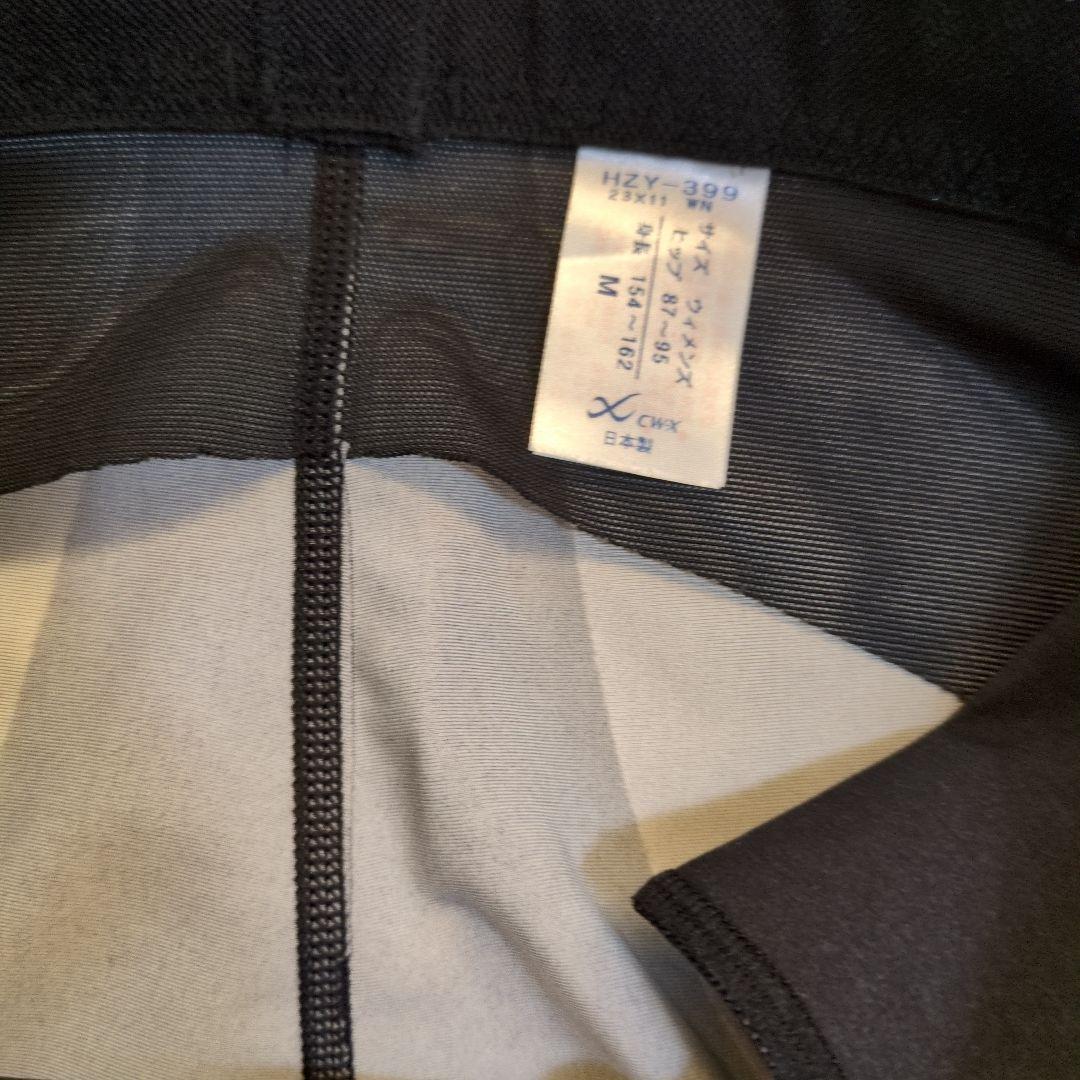 HZY-399
23X11 WN
サイズ ウィメンズ
ヒップ 87～95
身長 154～162
M
CW-X
日本製